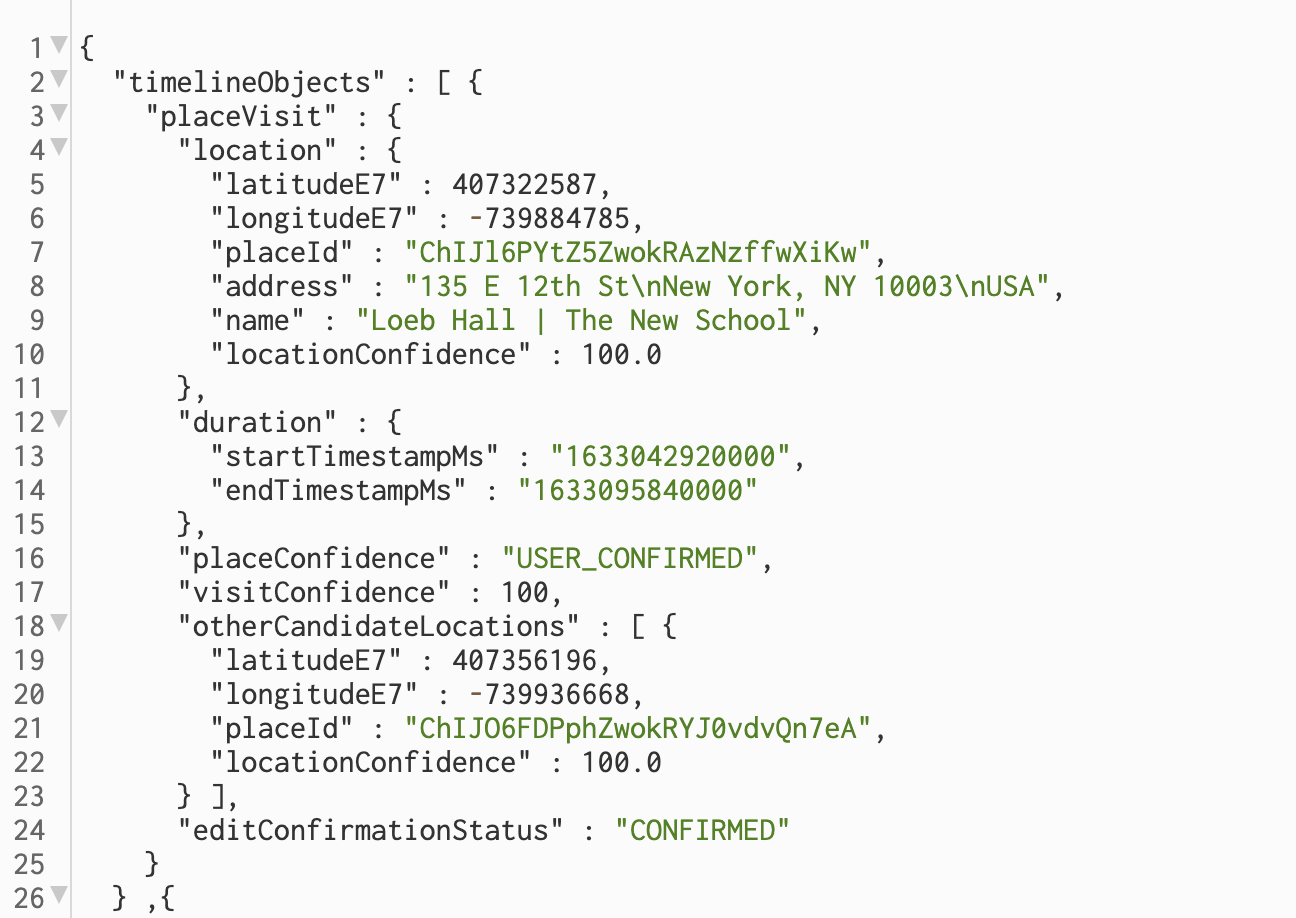 1 {
2 "timelineObjects" : [ {
3 "placeVisit" : {
4 "location" : {
5 "latitudeE7" : 407322587,
6 "longitudeE7" : -739884785,
7 "placeId" : "ChIJl6PYtZ5ZwokRAzNzffwXiKw",
8 "address" : "135 E 12th St\nNew York, NY 10003\nUSA",
9 "name" : "Loeb Hall | The New School",
10 "locationConfidence" : 100.0
11 },
12 "duration" : {
13 "startTimestampMs" : "1633042920000",
14 "endTimestampMs" : "1633095840000"
15 },
16 "placeConfidence" : "USER_CONFIRMED",
17 "visitConfidence" : 100,
18 "otherCandidateLocations" : [ {
19 "latitudeE7" : 407356196,
20 "longitudeE7" : -739936668,
21 "placeId" : "ChIJO6FDPphZwokRYJ0vdvQn7eA",
22 "locationConfidence" : 100.0
23 } ],
24 "editConfirmationStatus" : "CONFIRMED"
25 }
26 } ,{